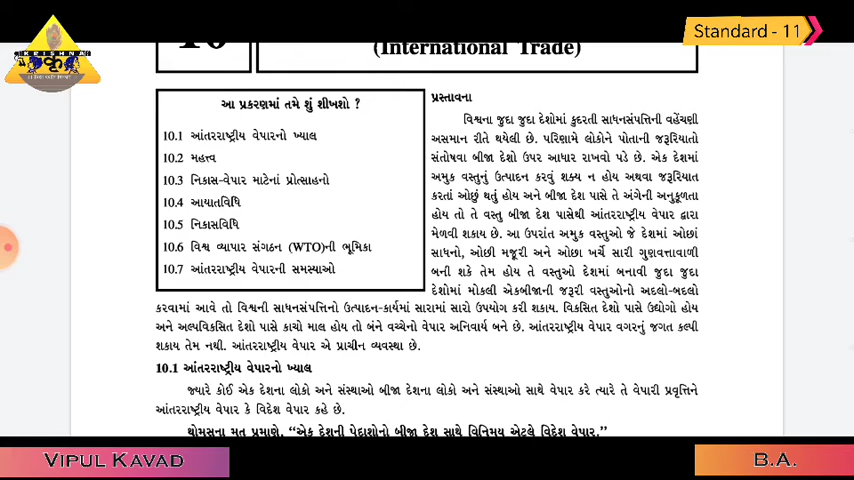 Standard - 11
KRISHNA
10
(International Trade)
આ પ્રકરણમાં તમે શું શીખશો ?
10.1 આંતરરાષ્ટ્રીય વેપારનો ખ્યાલ
10.2 મહત્ત્વ
10.3 નિકાસ-વેપાર માટેનાં પ્રોત્સાહનો
10.4 આયાતવિધિ
10.5 નિકાસવિધિ
10.6 વિશ્વ વ્યાપાર સંગઠન (WTO)ની ભૂમિકા
10.7 આંતરરાષ્ટ્રીય વેપારની સમસ્યાઓ
પ્રસ્તાવના
વિશ્વના જુદા જુદા દેશોમાં કુદરતી સાધનસંપત્તિની વહેંચણી
અસમાન રીતે થયેલી છે. પરિણામે લોકોને પોતાની જરૂરિયાતો
સંતોષવા બીજા દેશો ઉપર આધાર રાખવો પડે છે. એક દેશમાં
અમુક વસ્તુનું ઉત્પાદન કરવું શક્ય ન હોય અથવા જરૂરિયાત
કરતાં ઓછું થતું હોય અને બીજા દેશ પાસે તે અંગેની અનુકૂળતા
હોય તો તે વસ્તુ બીજા દેશ પાસેથી આંતરરાષ્ટ્રીય વેપાર દ્વારા
મેળવી શકાય છે. આ ઉપરાંત અમુક વસ્તુઓ જે દેશમાં ઓછાં
સાધનો, ઓછી મજૂરી અને ઓછા ખર્ચે સારી ગુણવત્તાવાળી
બની શકે તેમ હોય તે વસ્તુઓ દેશમાં બનાવી જુદા જુદા
દેશોમાં મોકલી એકબીજાની જરૂરી વસ્તુઓનો અદલો-બદલો
કરવામાં આવે તો વિશ્વની સાધનસંપત્તિનો ઉત્પાદન-કાર્યમાં સારામાં સારો ઉપયોગ કરી શકાય. વિકસિત દેશો પાસે ઉદ્યોગો હોય
અને અલ્પવિકસિત દેશો પાસે કાચો માલ હોય તો બંને વચ્ચેનો વેપાર અનિવાર્ય બને છે. આંતરરાષ્ટ્રીય વેપાર વગરનું જગત કલ્પી
શકાય તેમ નથી. આંતરરાષ્ટ્રીય વેપાર એ પ્રાચીન વ્યવસ્થા છે.
10.1 આંતરરાષ્ટ્રીય વેપારનો ખ્યાલ
જ્યારે કોઈ એક દેશના લોકો અને સંસ્થાઓ બીજા દેશના લોકો અને સંસ્થાઓ સાથે વેપાર કરે ત્યારે તે વેપારી પ્રવૃત્તિને
આંતરરાષ્ટ્રીય વેપાર કે વિદેશ વેપાર કહે છે.
થોમસના મત પ્રમાણે, “એક દેશની પેદાશોનો બીજા દેશ સાથે વિનિમય એટલે વિદેશ વેપાર.”
VIPUL KAVAD
B.A.